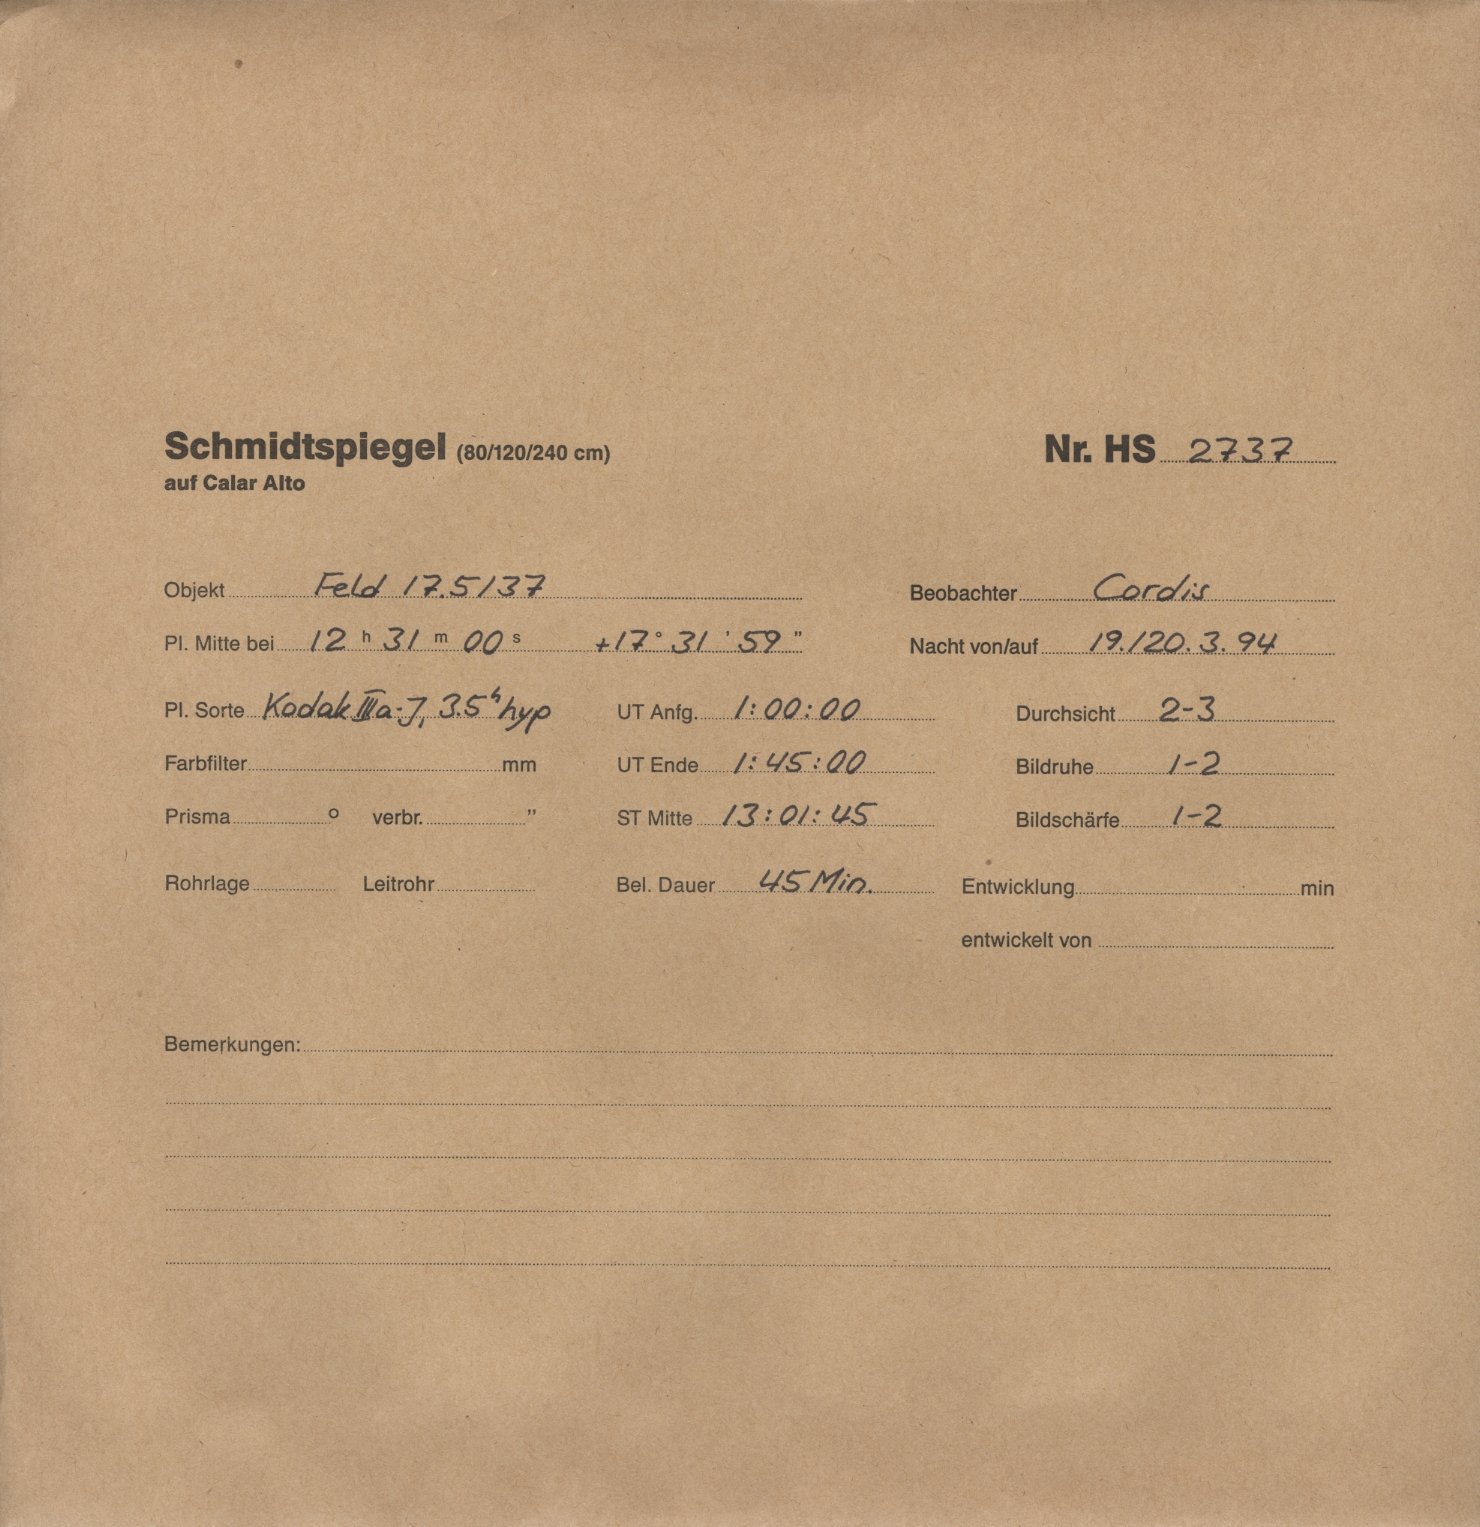 Schmidtspiegel (80/120/240 cm) Nr. HS 2737
auf Calar Alto
Objekt Feld 17.5/37 Beobachter Cordis
Pl. Mitte bei 12 h 31 m 00 s +17° 31 ' 59 " Nacht von/auf 19./20. 3. 94
Pl. Sorte Kodak IIIa-J, 3.5h hyp UT Anfg. 1:00:00 Durchsicht 2-3
Farbfilter mm UT Ende 1:45:00 Bildruhe 1-2
Prisma ° verbr. " ST Mitte 13:01:45 Bildschärfe 1-2
Rohrlage Leitrohr Bel. Dauer 45 Min. Entwicklung min
entwickelt von
Bemerkungen: